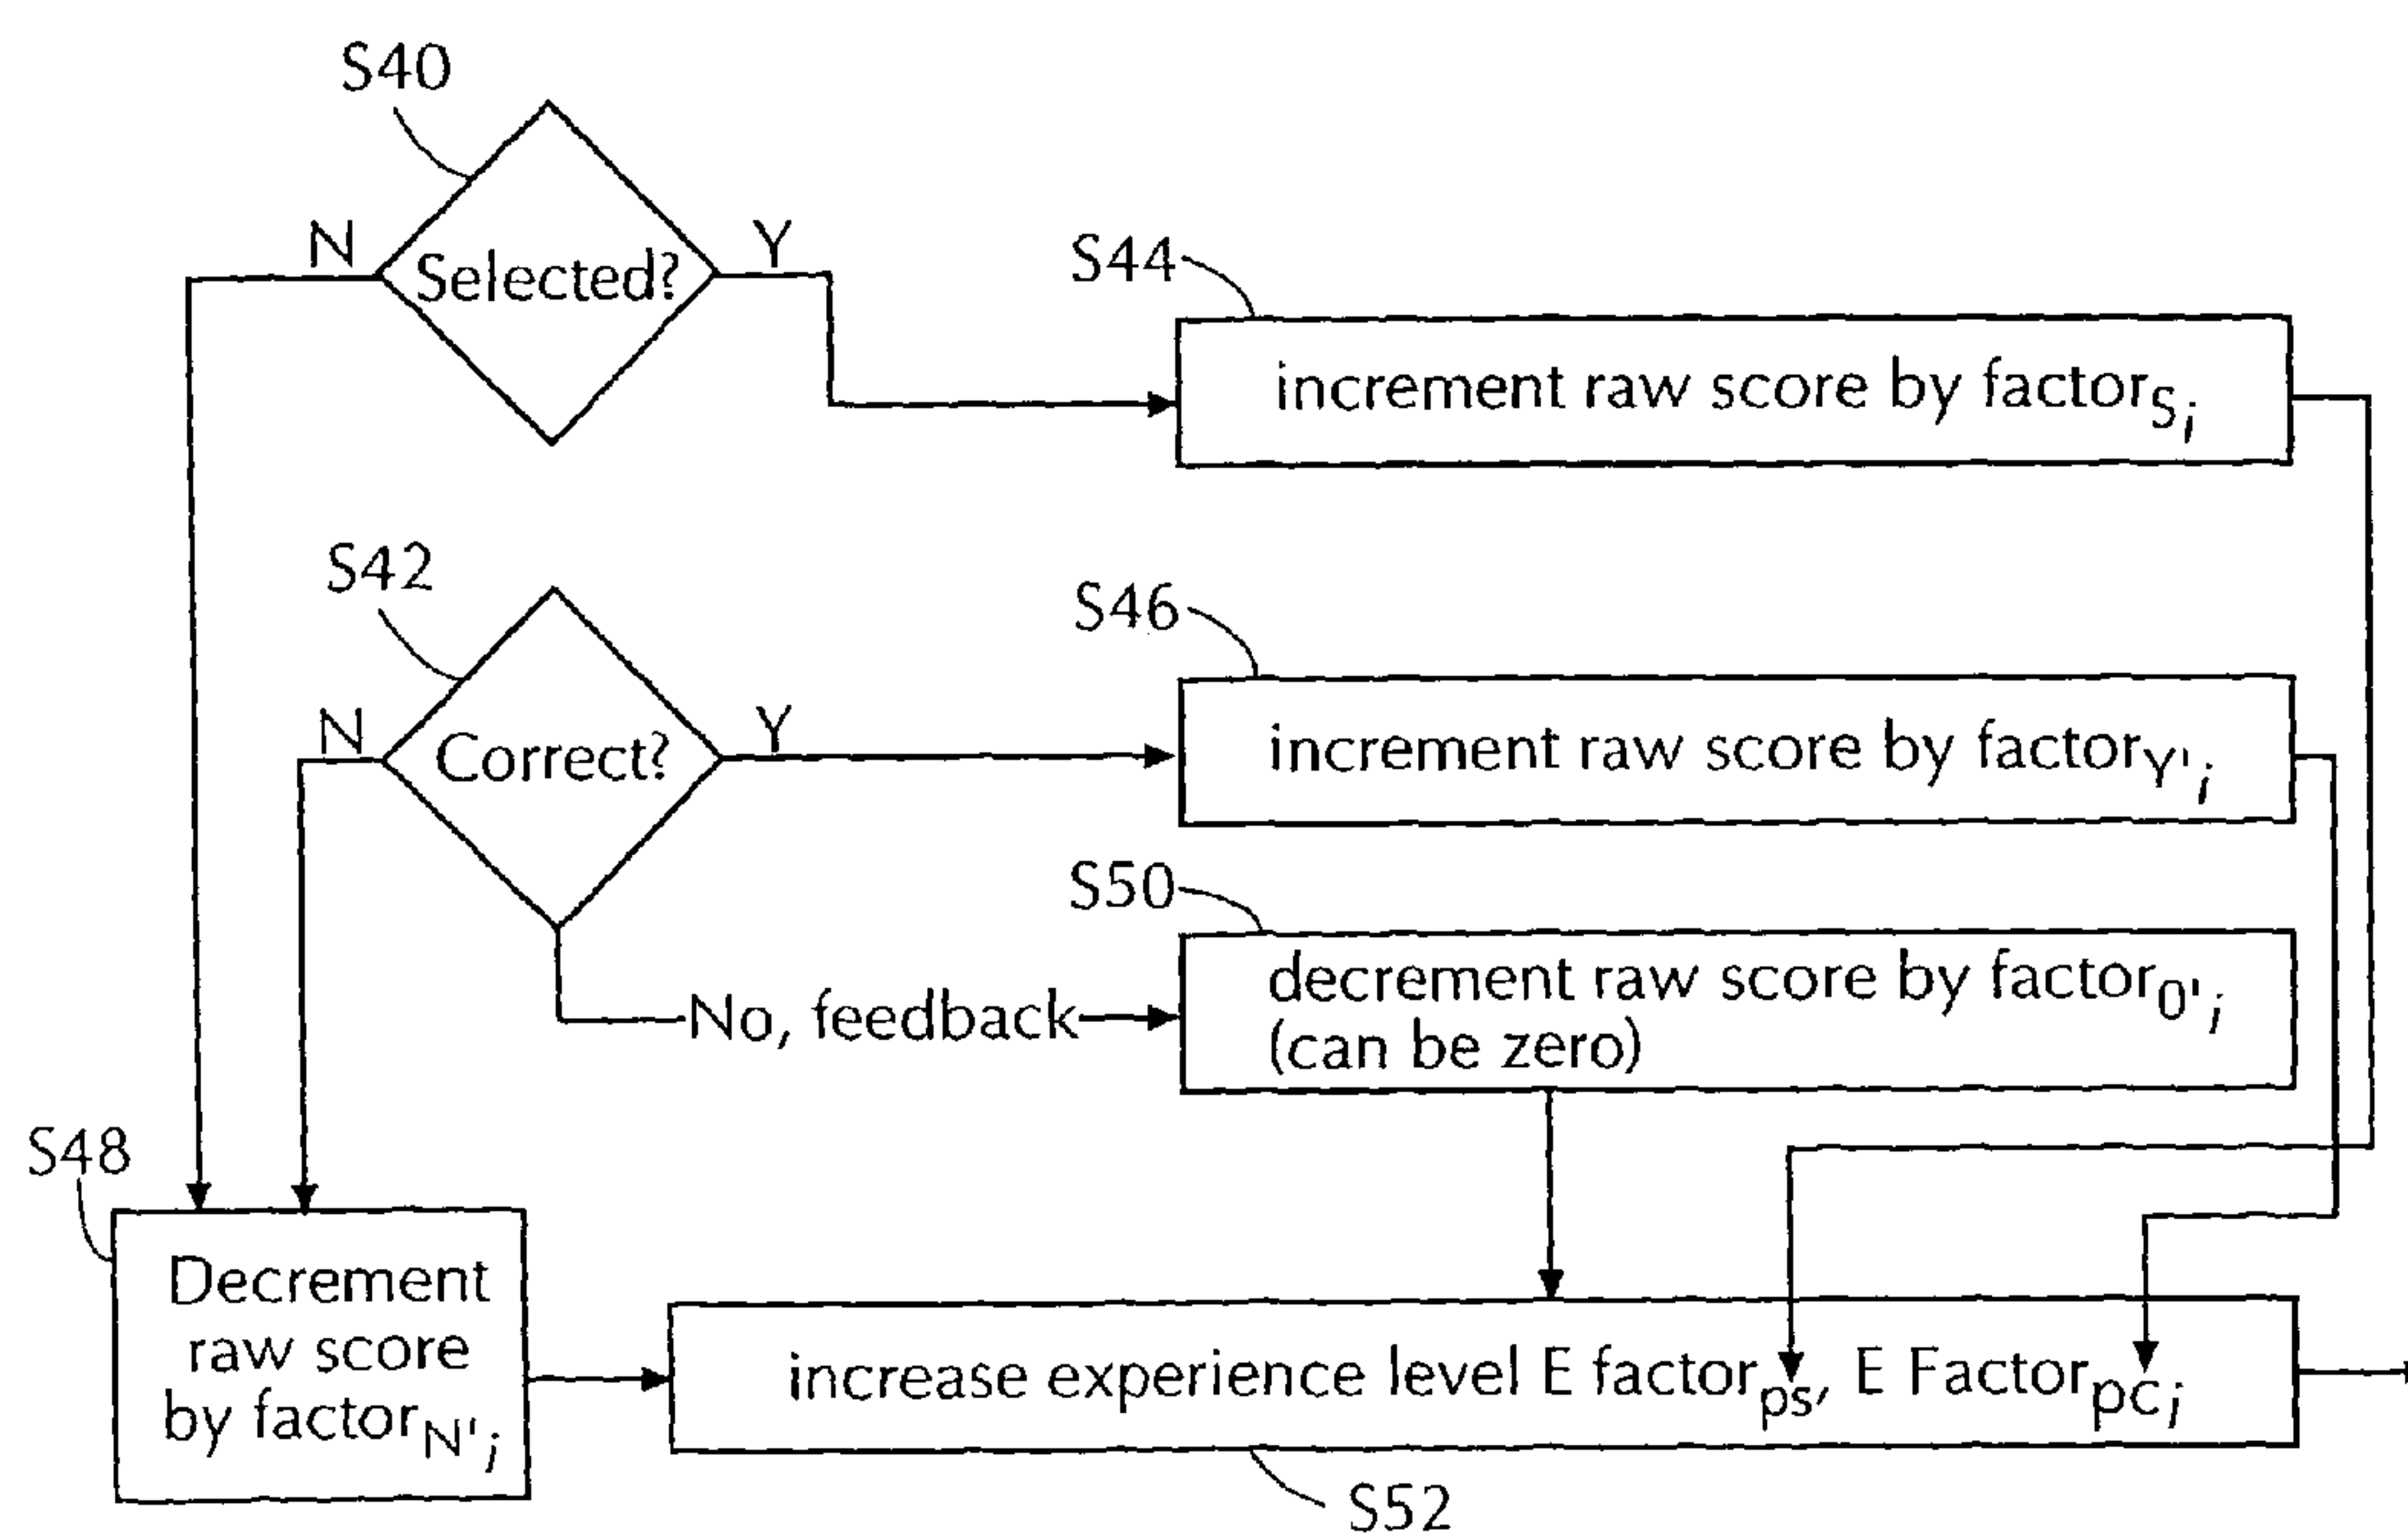 S40
N
Y
Selected?
S44
increment raw score by factorSi
S42
N
Y
Correct?
S46
increment raw score by factorY'i
S50
decrement raw score by factor0'i
(can be zero)
No, feedback
S48
Decrement
raw score
by factorN'i
increase experience level E factorps, E Factorpci
S52